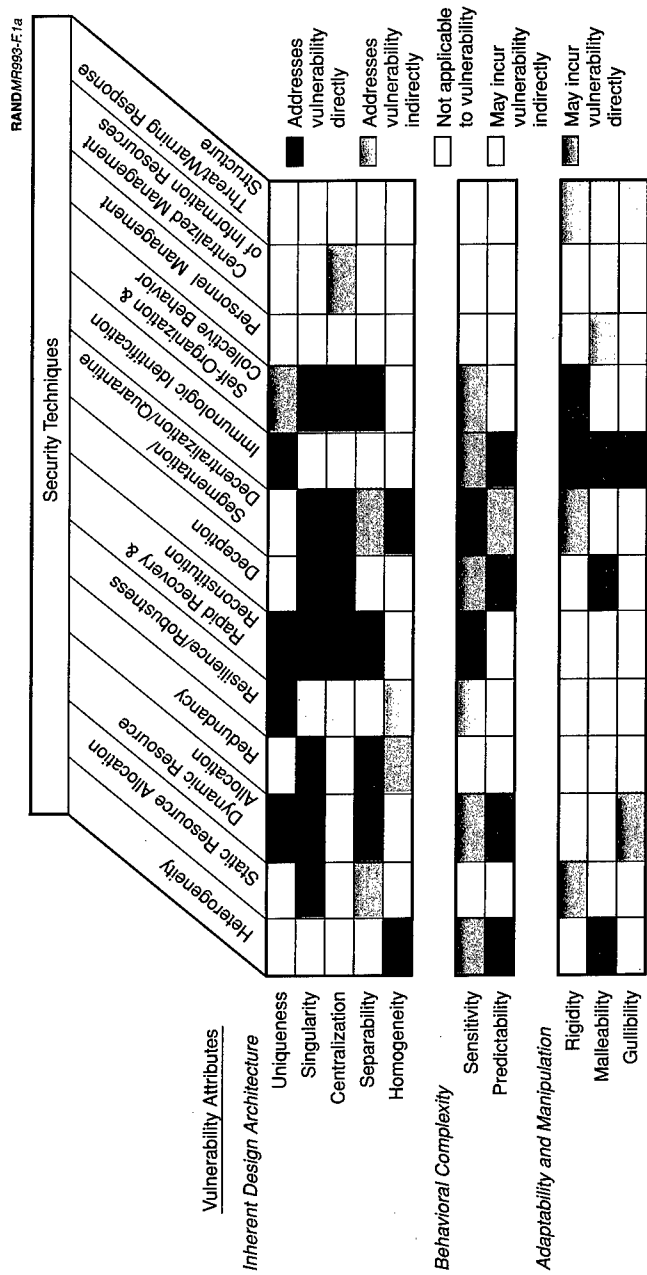 RANDMR993-F.1a
Security Techniques
Heterogeneity
Static Resource Allocation
Dynamic Resource
Allocation
Redundancy
Resilience/Robustness
Rapid Recovery &
Reconstitution
Deception
Segmentation/
Decentralization/Quarantine
Immunologic Identification
Self-Organization &
Collective Behavior
Personnel Management
Centralized Management
of Information Resources
Threat/Warning Response
Structure
Vulnerability Attributes
Inherent Design Architecture
Uniqueness
Singularity
Centralization
Separability
Homogeneity
Behavioral Complexity
Sensitivity
Predictability
Adaptability and Manipulation
Rigidity
Malleability
Gullibility
Addresses
vulnerability
directly
Addresses
vulnerability
indirectly
Not applicable
to vulnerability
May incur
vulnerability
indirectly
May incur
vulnerability
directly